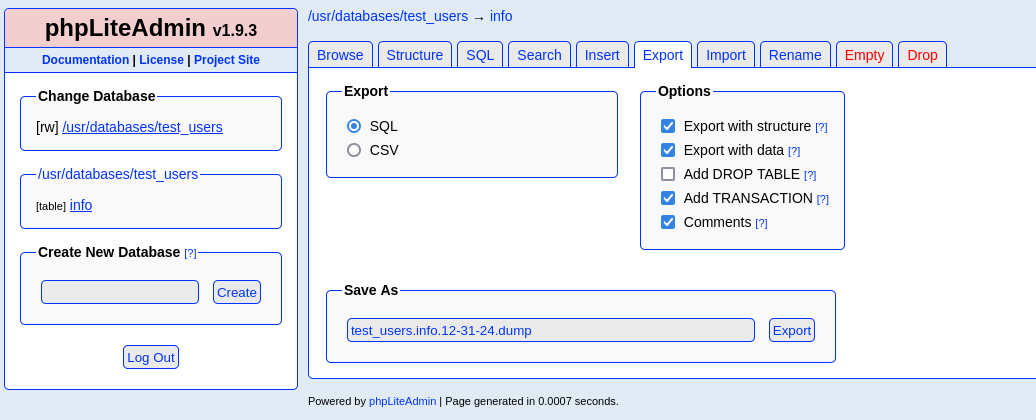 phpLiteAdmin v1.9.3
Documentation | License | Project Site
Change Database
[rw] /usr/databases/test_users
/usr/databases/test_users
[table] info
Create New Database [?]
Create
Log Out
/usr/databases/test_users → info
Browse Structure SQL Search Insert Export Import Rename Empty Drop
Export
SQL
CSV
Options
Export with structure [?]
Export with data [?]
Add DROP TABLE [?]
Add TRANSACTION [?]
Comments [?]
Save As
test_users.info.12-31-24.dump Export
Powered by phpLiteAdmin | Page generated in 0.0007 seconds.